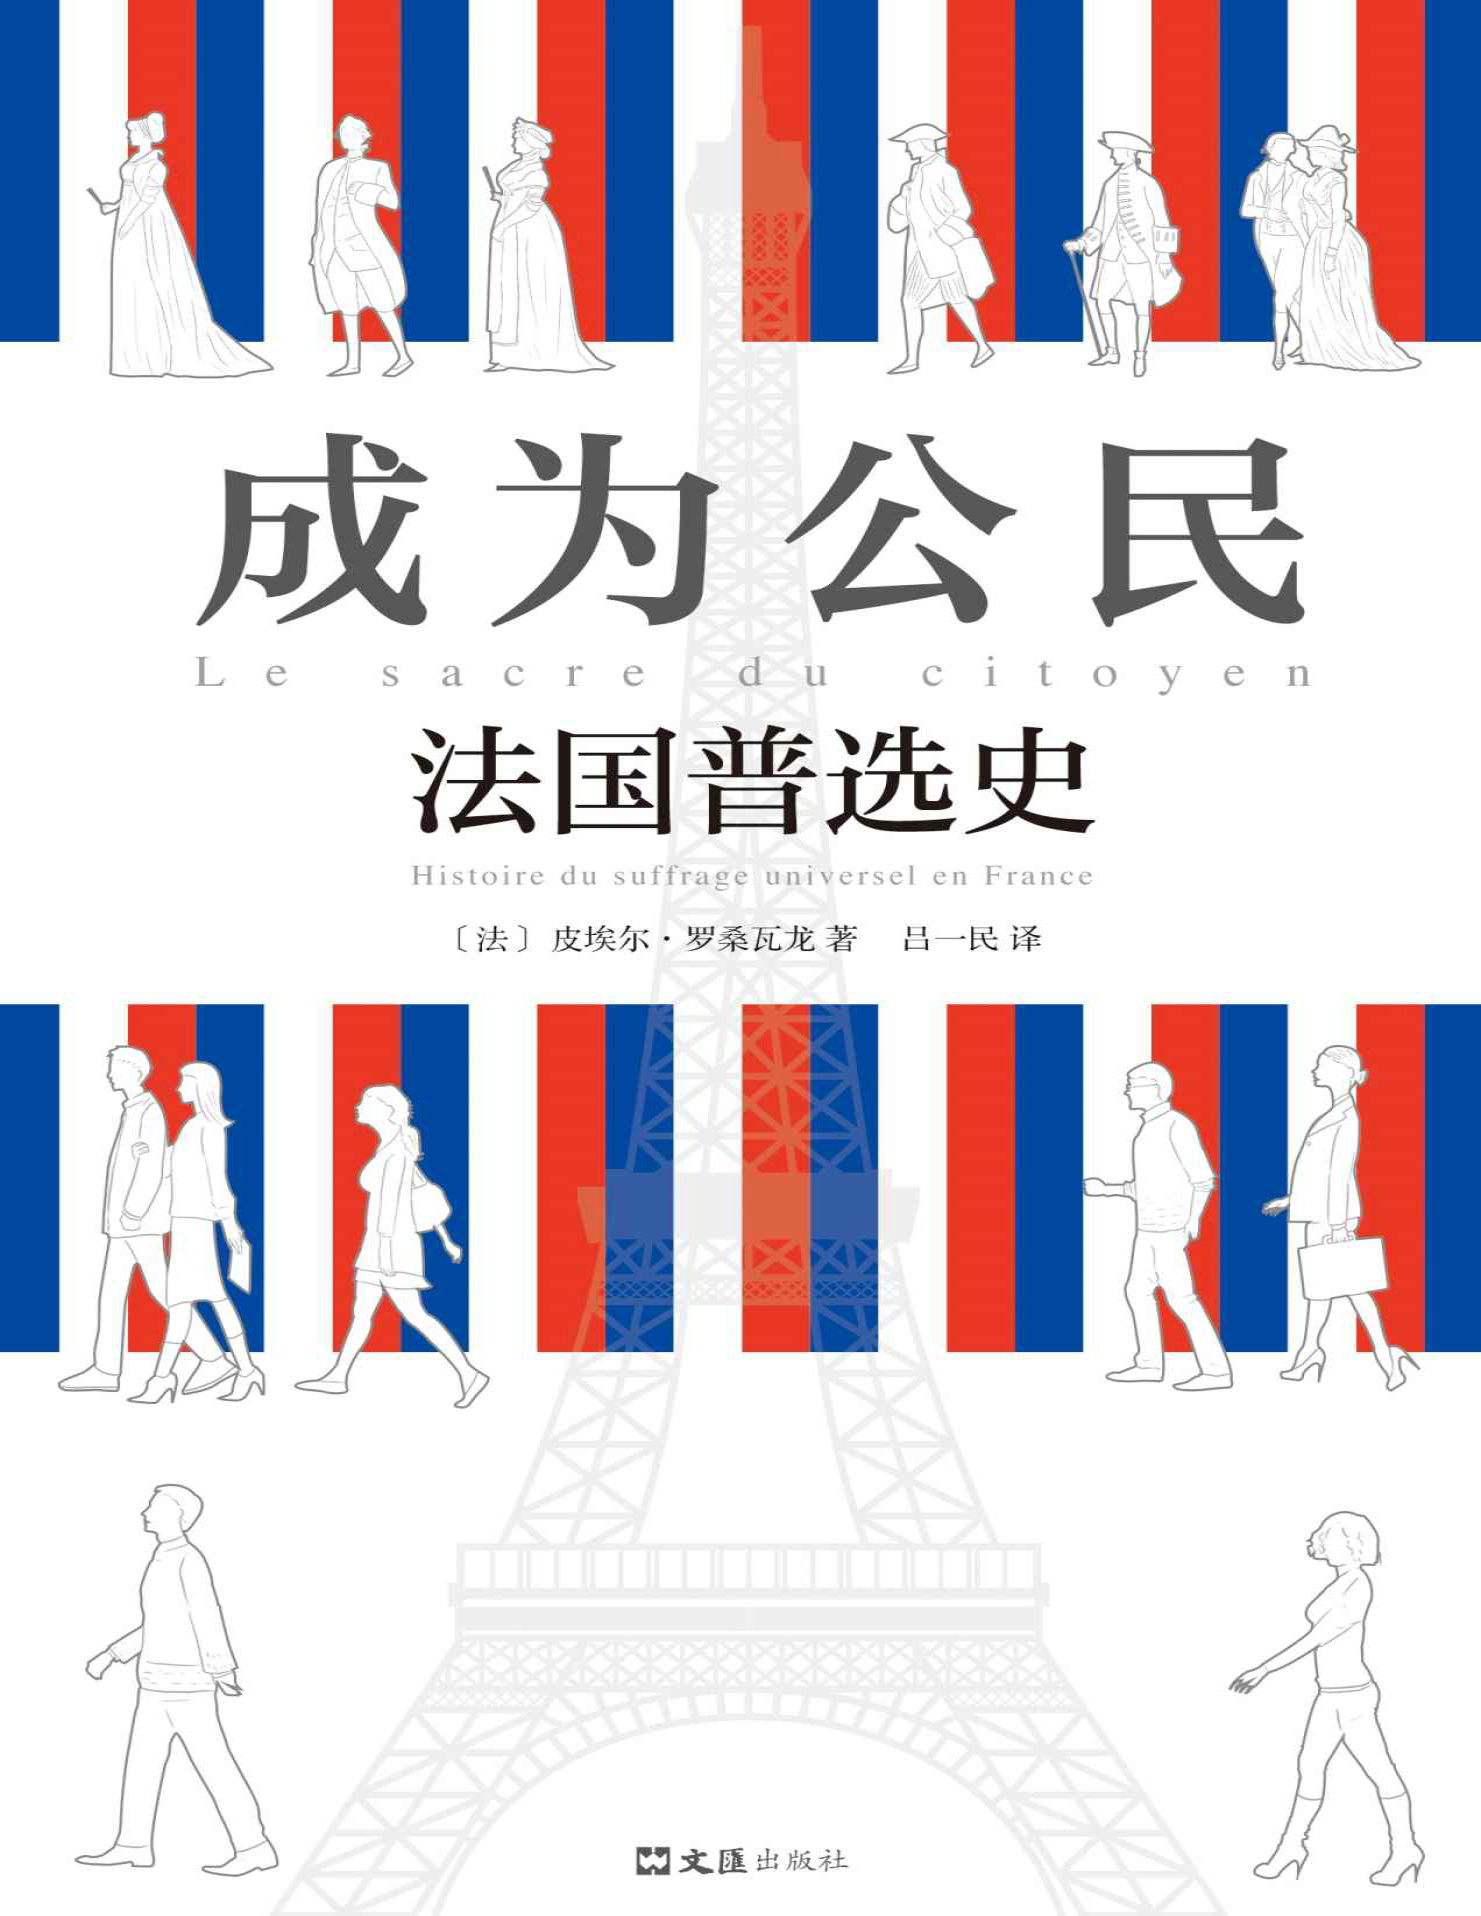 成为公民
Le sacre du citoyen
法国普选史
Histoire du suffrage universel en France
〔法〕皮埃尔·罗桑瓦龙 著 吕一民 译
文匯出版社